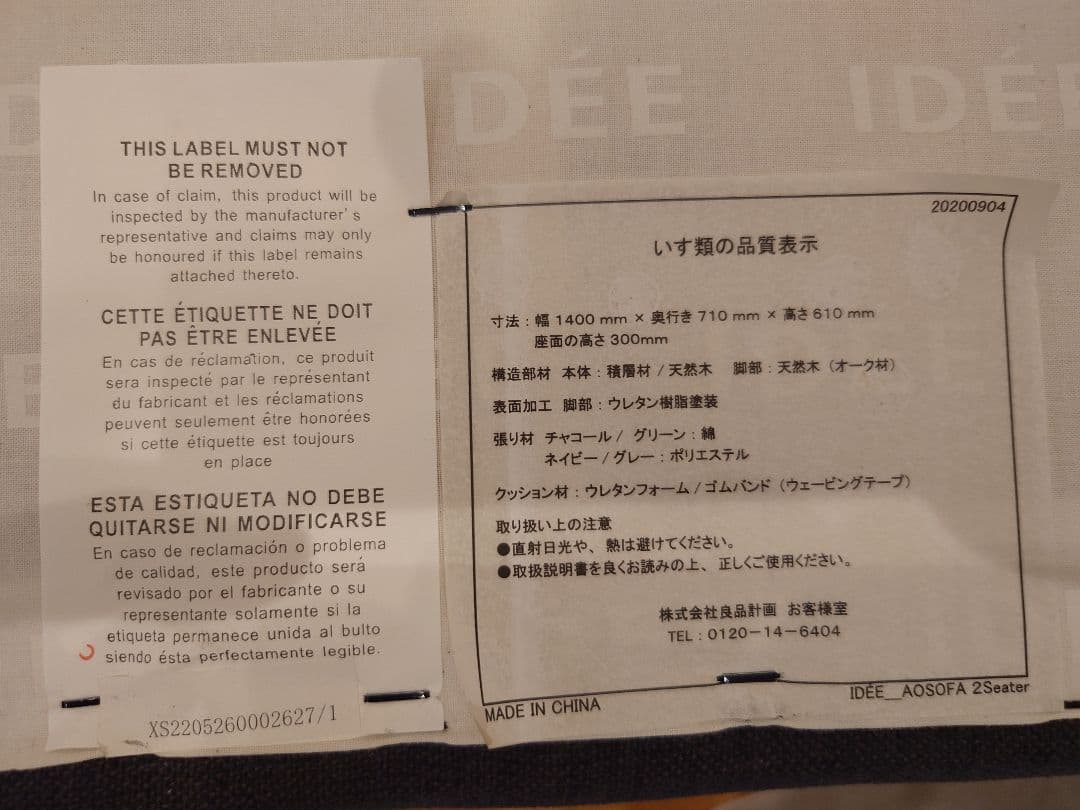 IDÉE
IDÉ
THIS LABEL MUST NOT
BE REMOVED
In case of claim, this product will be
inspected by the manufacturer's
representative and claims may only
be honoured if this label remains
attached thereto.
CETTE ÉTIQUETTE NE DOIT
PAS ÊTRE ENLEVÉE
En cas de réclamation, ce produit
sera inspecté par le représentant
du fabricant et les réclamations
peuvent seulement être honorées
si cette étiquette est toujours
en place
ESTA ESTIQUETA NO DEBE
QUITARSE NI MODIFICARSE
En caso de reclamación o problema
de calidad, este producto será
revisado por el fabricante o su
representante solamente si la
etiqueta permanece unida al bulto
siendo ésta perfectamente legible.
XS2205260002627/1
20200904
いす類の品質表示
寸法：幅 1400 mm × 奥行き 710 mm × 高さ 610 mm
座面の高さ 300mm
構造部材 本体：積層材 / 天然木 脚部：天然木（オーク材）
表面加工 脚部：ウレタン樹脂塗装
張り材 チャコール / グリーン：綿
ネイビー / グレー：ポリエステル
クッション材：ウレタンフォーム / ゴムバンド（ウェービングテープ）
取り扱い上の注意
●直射日光や、熱は避けてください。
●取扱説明書を良くお読みの上、正しくご使用ください。
株式会社良品計画 お客様室
TEL：0120－14－6404
MADE IN CHINA
IDÉE__AOSOFA 2Seater